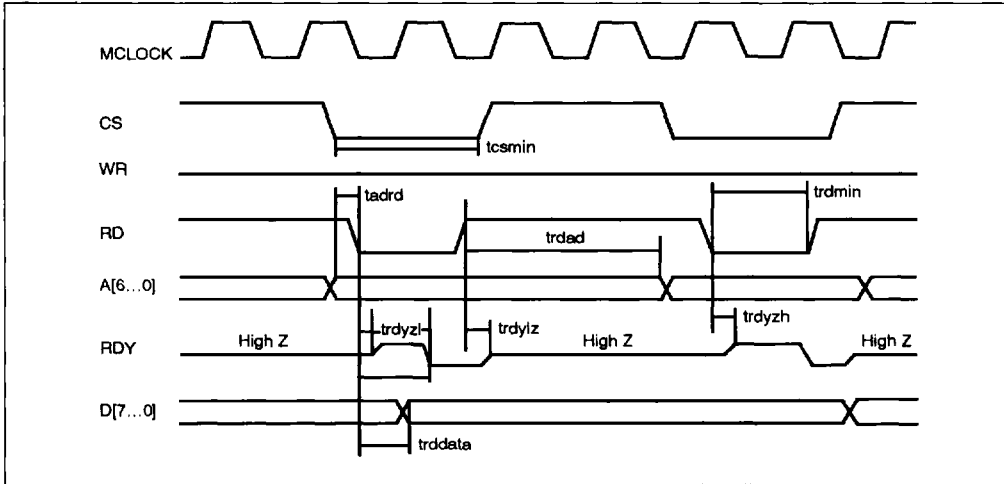 MCLOCK
CS
tcsmin
WR
tadrd
trdmin
RD
trdad
A[6...0]
trdyzl
trdylz
trdyzh
RDY
High Z
High Z
High Z
D[7...0]
trddata